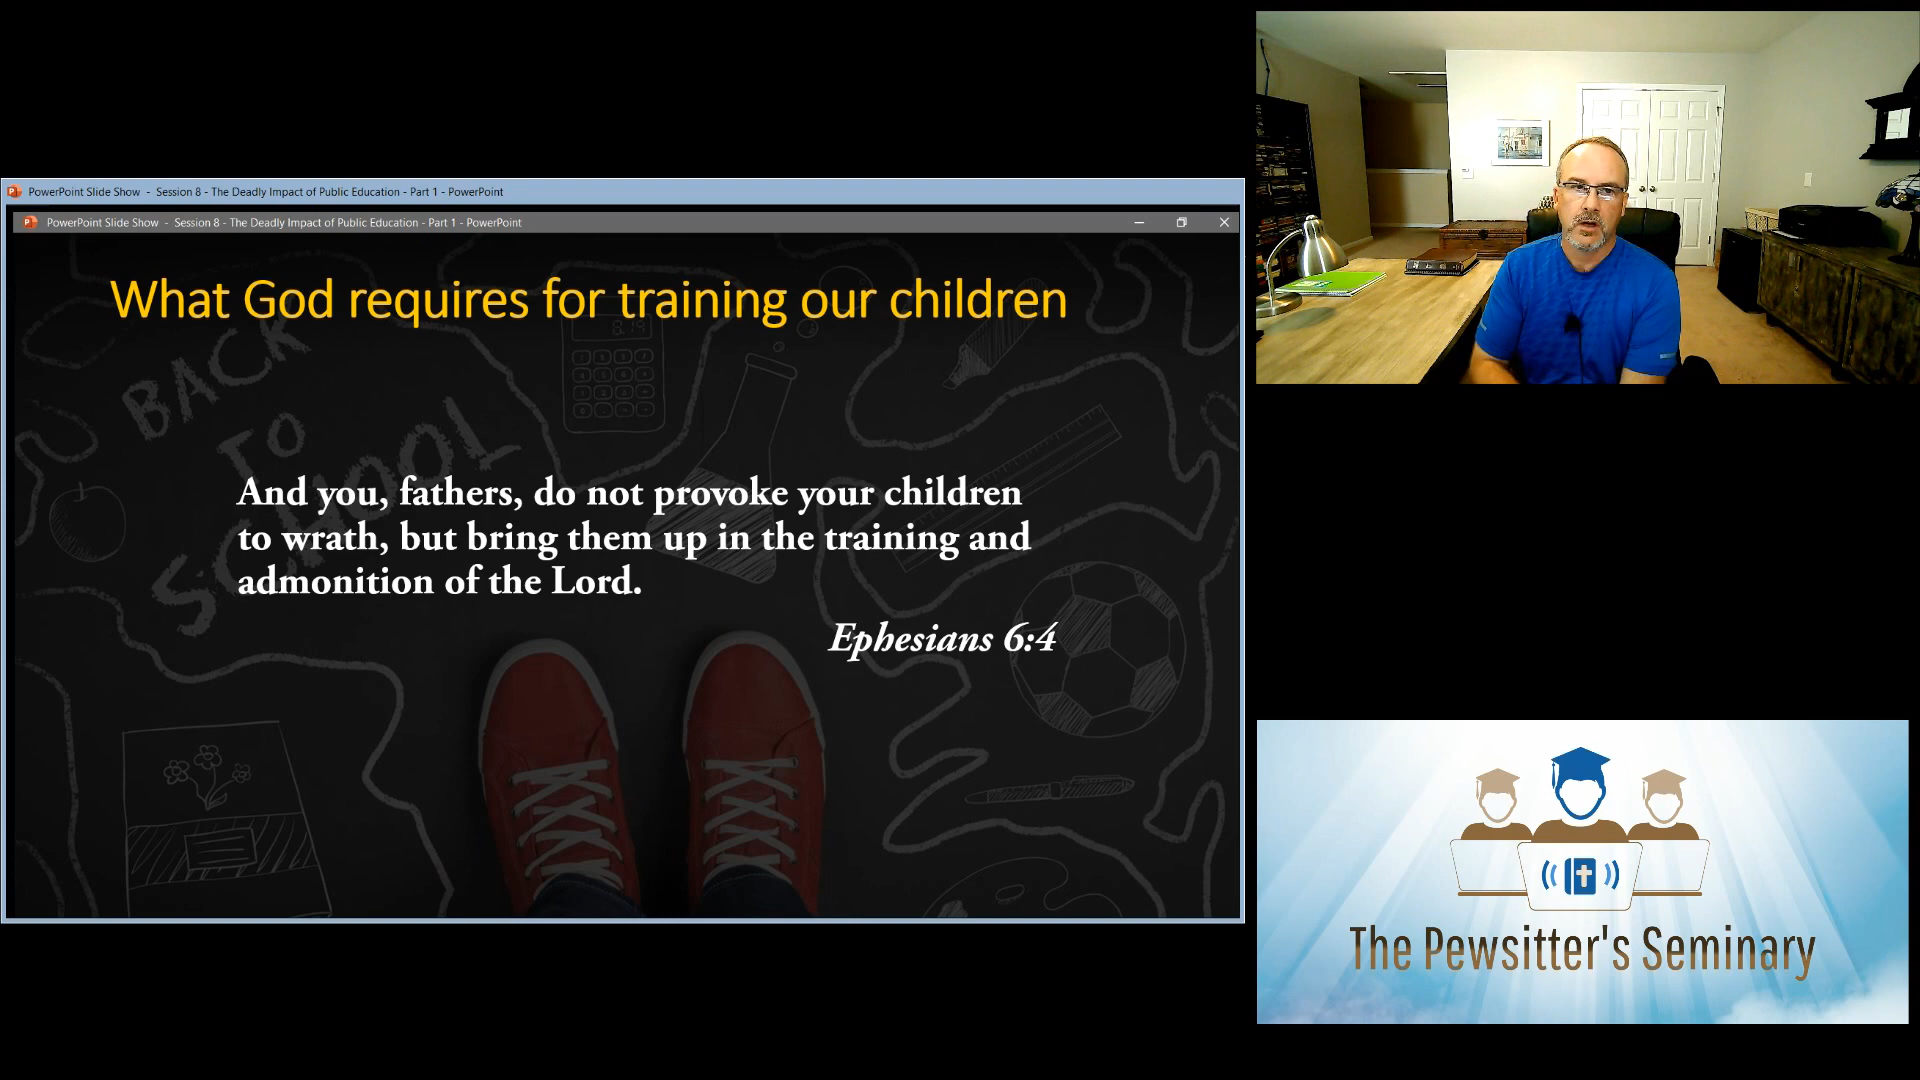 PowerPoint Slide Show - Session 8 - The Deadly Impact of Public Education - Part 1 - PowerPoint
PowerPoint Slide Show - Session 8 - The Deadly Impact of Public Education - Part 1 - PowerPoint
What God requires for training our children
BACK
TO
SCHOOL
And you, fathers, do not provoke your children
to wrath, but bring them up in the training and
admonition of the Lord.
Ephesians 6:4
The Pewsitter's Seminary